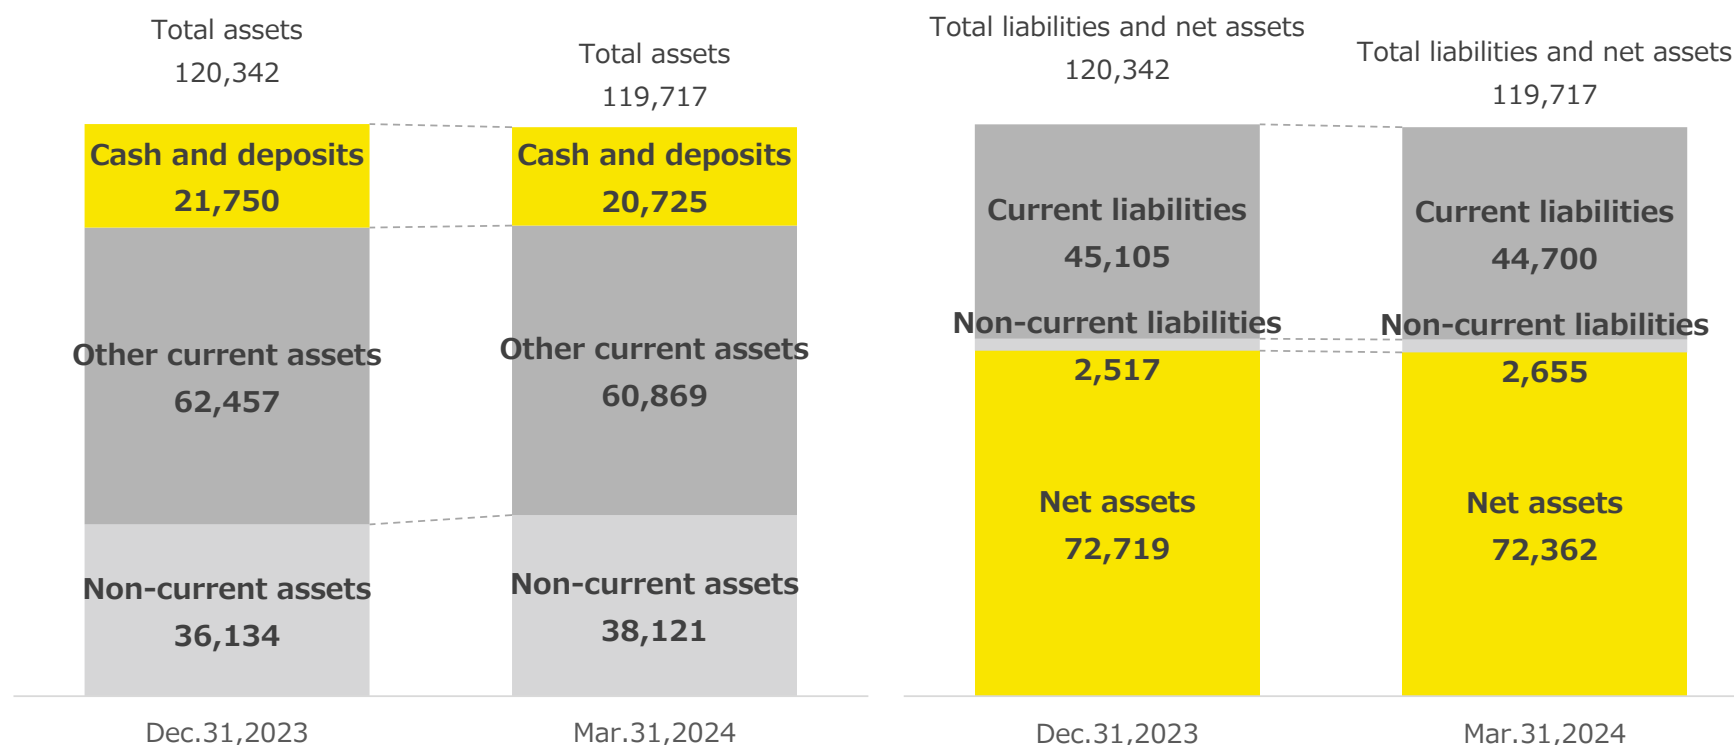 Total assets
120,342
Cash and deposits
21,750
Other current assets
62,457
Non-current assets
36,134
Dec.31,2023
Total assets
119,717
Cash and deposits
20,725
Other current assets
60,869
Non-current assets
38,121
Mar.31,2024
Total liabilities and net assets
120,342
Current liabilities
45,105
Non-current liabilities
2,517
Net assets
72,719
Dec.31,2023
Total liabilities and net assets
119,717
Current liabilities
44,700
Non-current liabilities
2,655
Net assets
72,362
Mar.31,2024